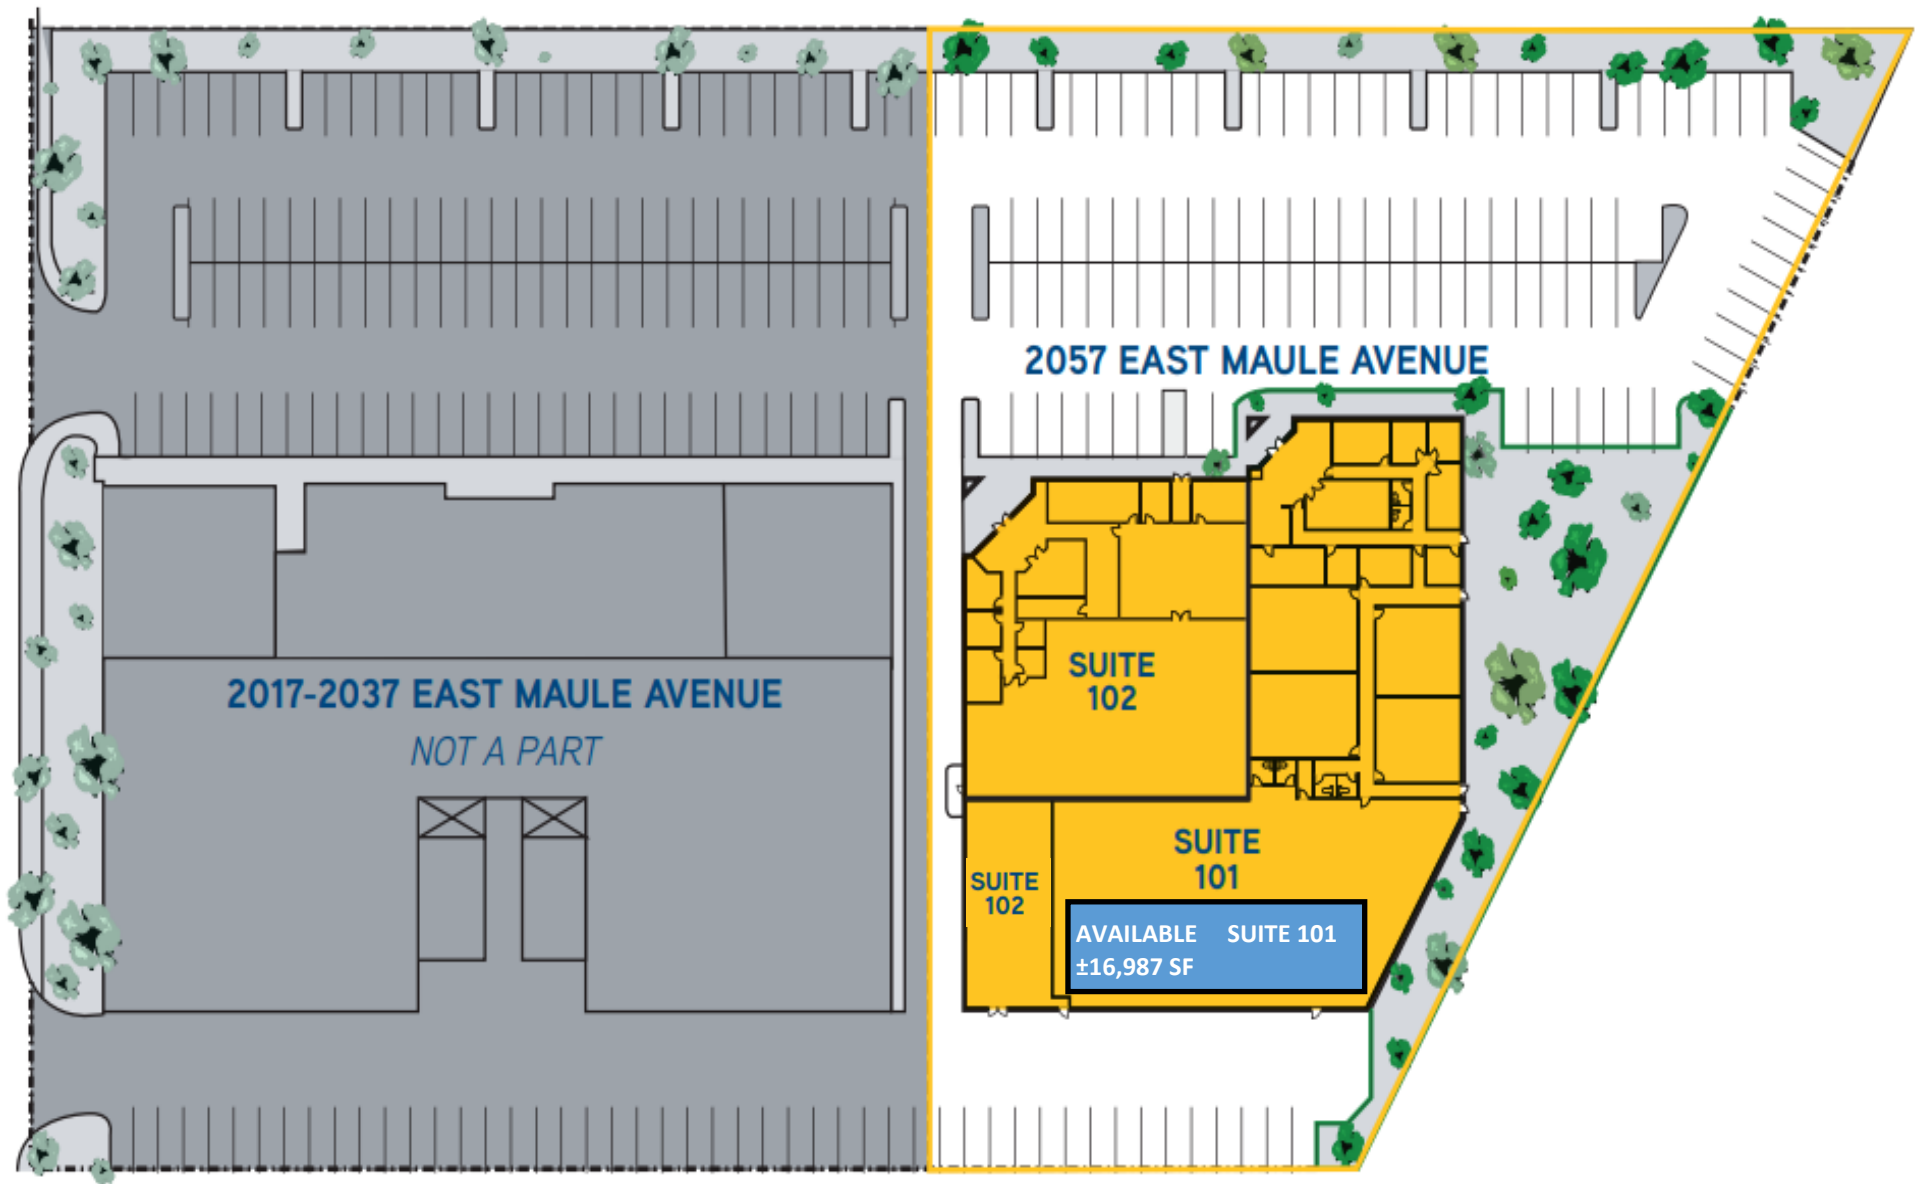 2057 EAST MAULE AVENUE
2017-2037 EAST MAULE AVENUE
NOT A PART
SUITE
102
SUITE
101
SUITE
102
AVAILABLE SUITE 101
±16,987 SF